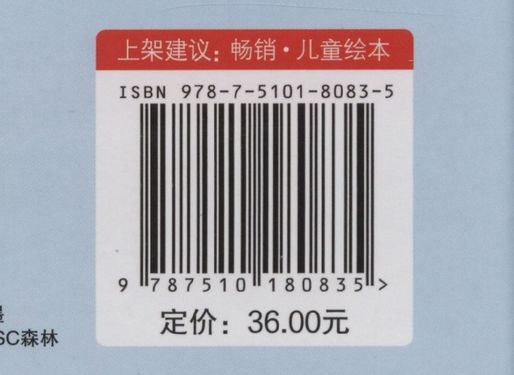 上架建议：畅销·儿童绘本
ISBN 978-7-5101-8083-5
9 787510 180835 >
定价：36.00元
SC森林